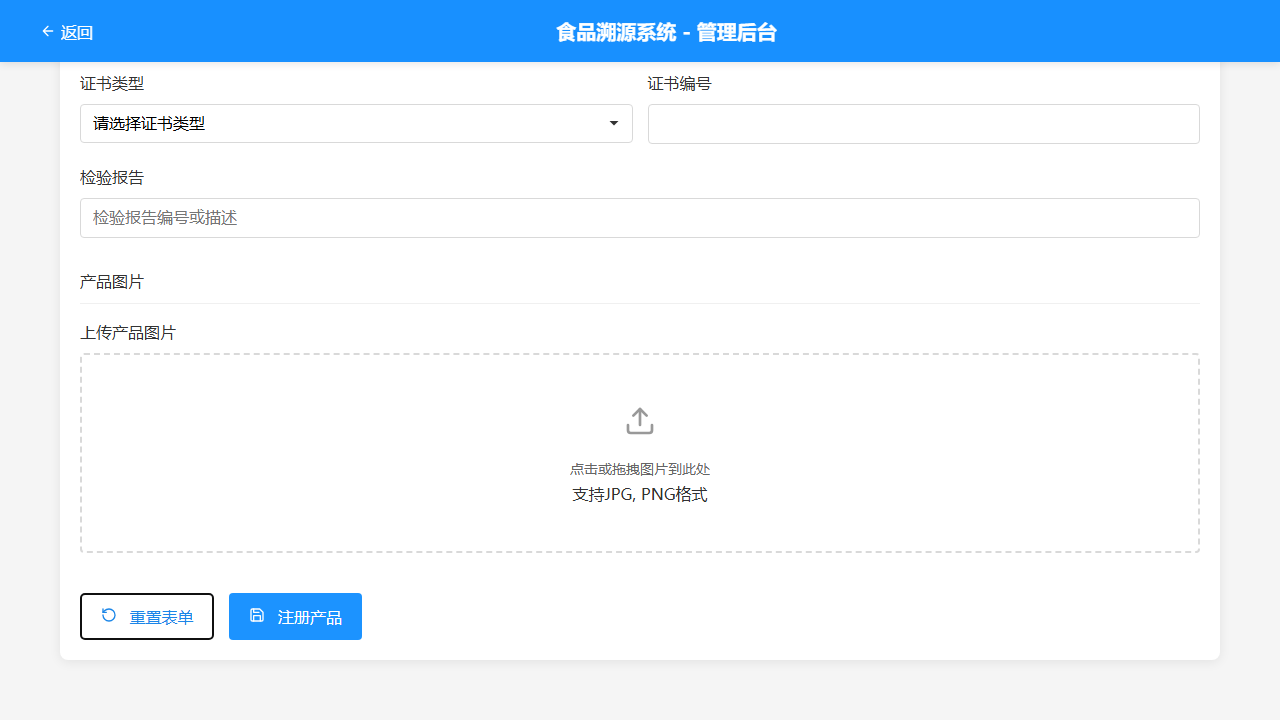 返回
食品溯源系统 - 管理后台
证书类型
证书编号
请选择证书类型
检验报告
检验报告编号或描述
产品图片
上传产品图片
点击或拖拽图片到此处
支持JPG, PNG格式
重置表单
注册产品